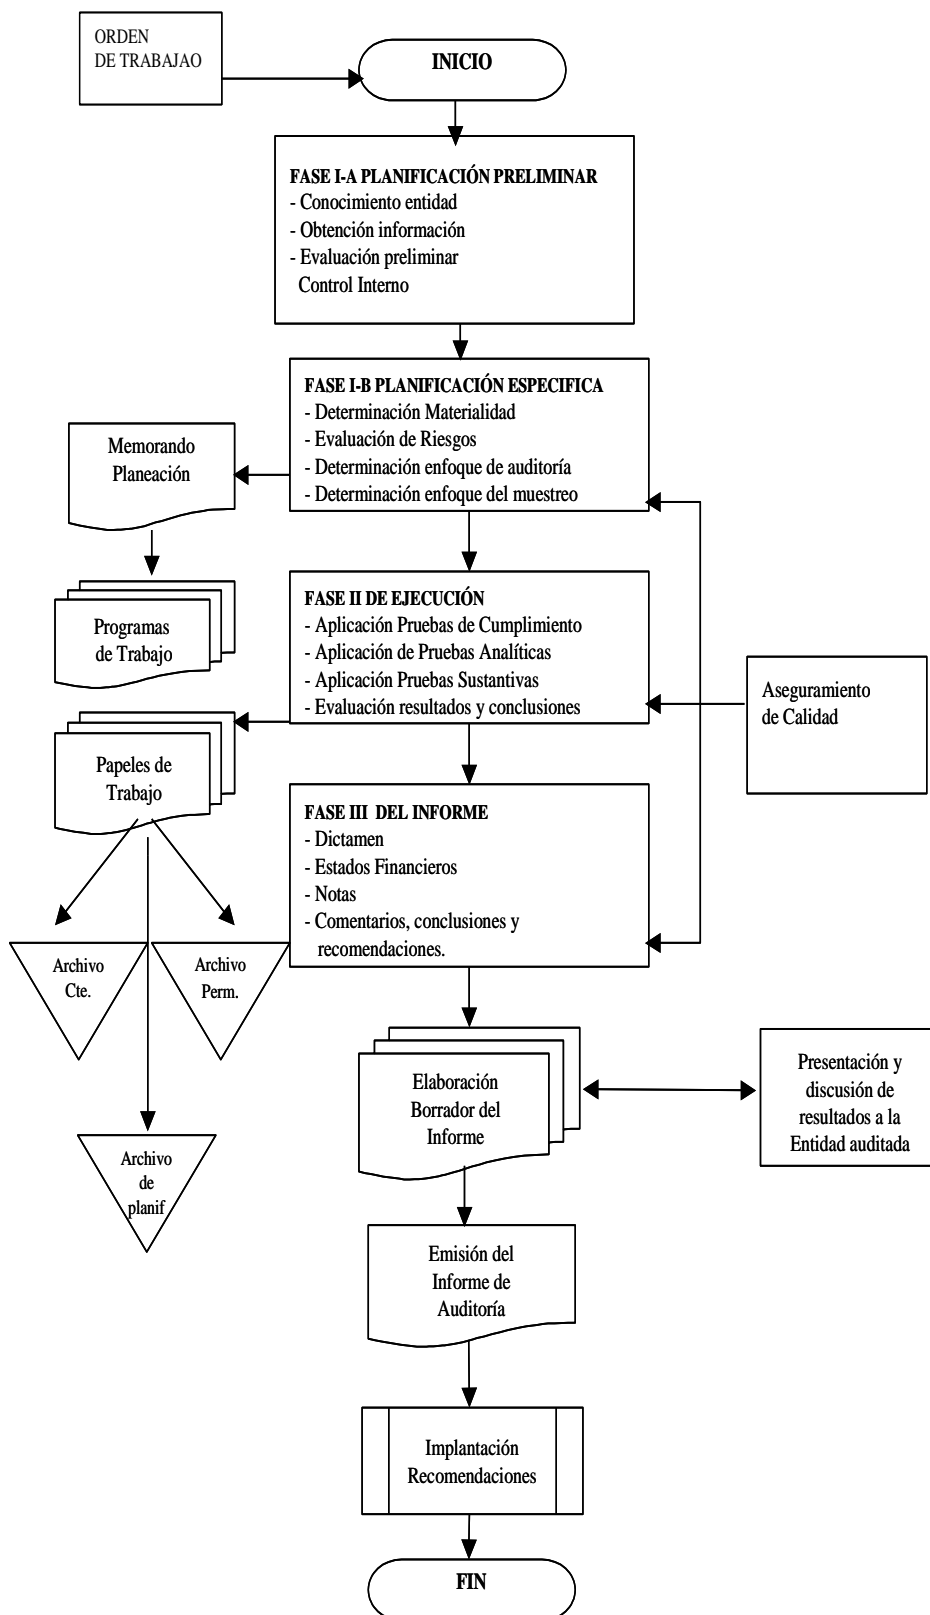 ORDEN
DE TRABAJAO
INICIO
FASE I-A PLANIFICACIÓN PRELIMINAR
- Conocimiento entidad
- Obtención información
- Evaluación preliminar
Control Interno
FASE I-B PLANIFICACIÓN ESPECIFICA
- Determinación Materialidad
- Evaluación de Riesgos
- Determinación enfoque de auditoría
- Determinación enfoque del muestreo
Memorando
Planeación
Programas
de Trabajo
FASE II DE EJECUCIÓN
- Aplicación Pruebas de Cumplimiento
- Aplicación de Pruebas Analíticas
- Aplicación Pruebas Sustantivas
- Evaluación resultados y conclusiones
Aseguramiento
de Calidad
Papeles de
Trabajo
FASE III DEL INFORME
- Dictamen
- Estados Financieros
- Notas
- Comentarios, conclusiones y
recomendaciones.
Archivo
Cte.
Archivo
Perm.
Archivo
de
planif
Elaboración
Borrador del
Informe
Presentación y
discusión de
resultados a la
Entidad auditada
Emisión del
Informe de
Auditoría
Implantación
Recomendaciones
FIN